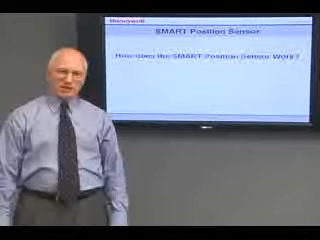 Honeywell
SMART Position Sensor
How does the SMART Position Sensor Work?